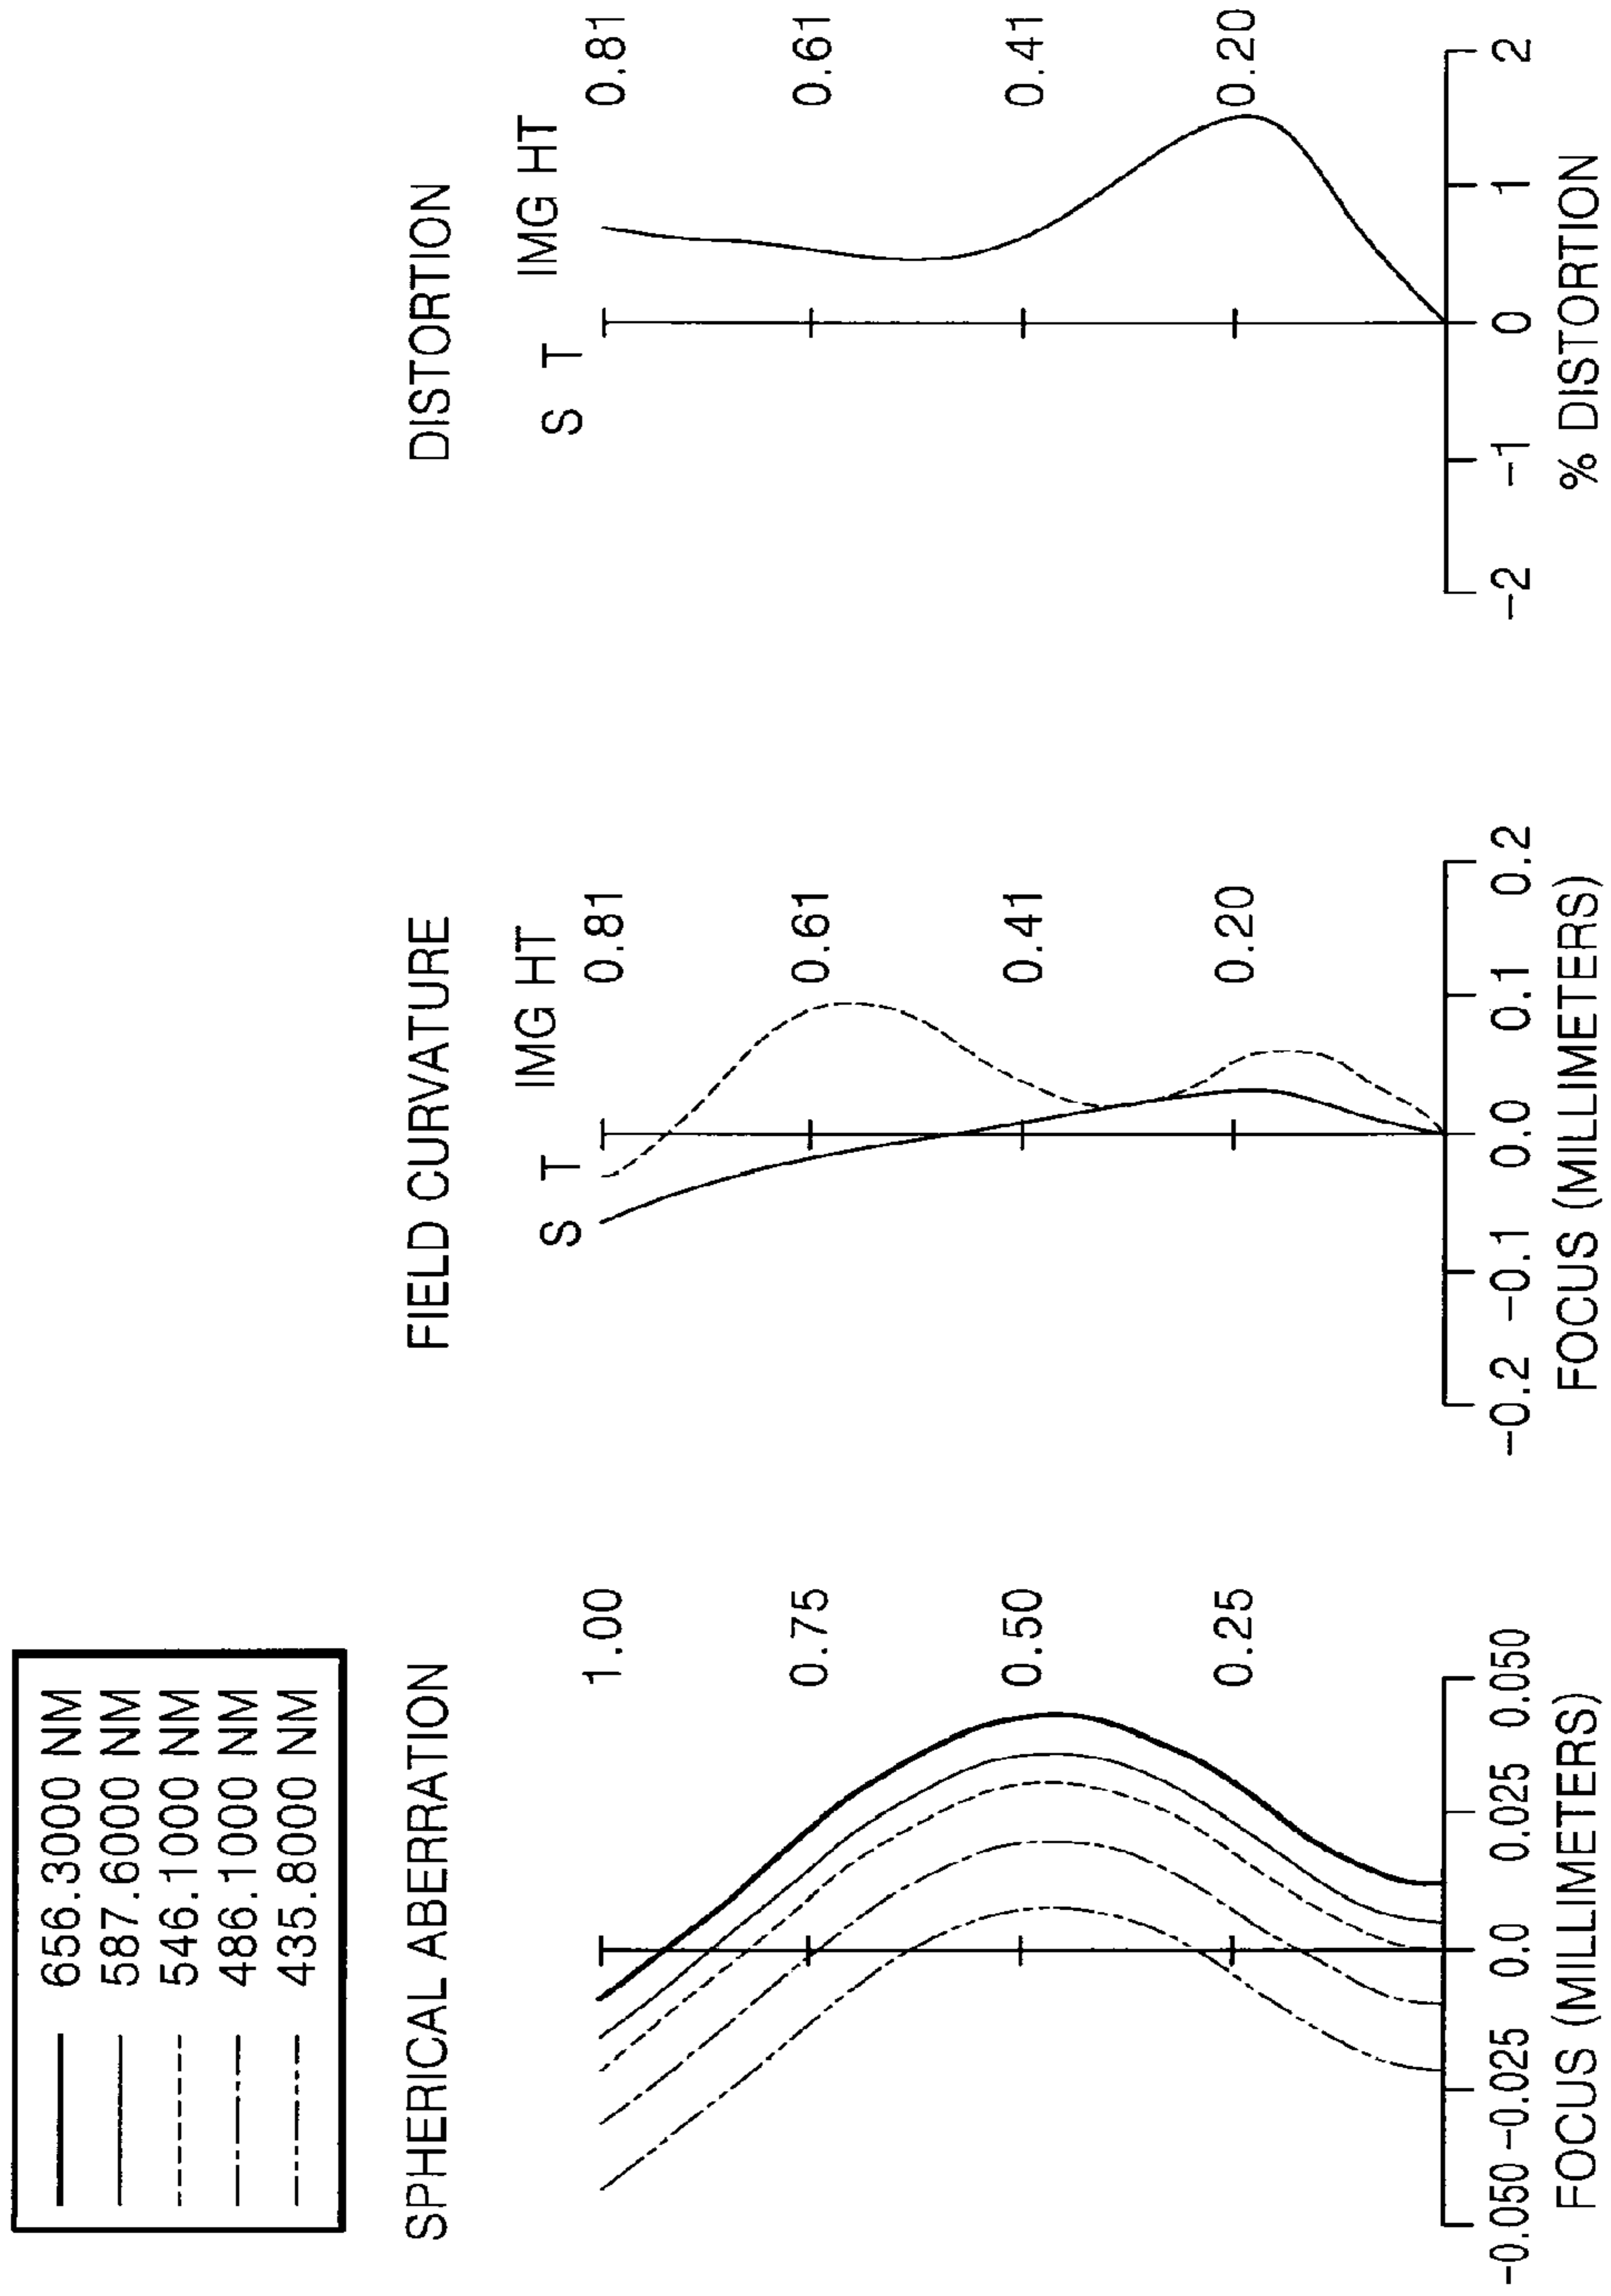 656.3000 NM
587.6000 NM
546.1000 NM
486.1000 NM
435.8000 NM
SPHERICAL ABERRATION
1.00
0.75
0.50
0.25
-0.050 -0.025 0.0 0.025 0.050
FOCUS (MILLIMETERS)
FIELD CURVATURE
S T IMG HT
0.81
0.61
0.41
0.20
-0.2 -0.1 0.0 0.1 0.2
FOCUS (MILLIMETERS)
DISTORTION
S T IMG HT
0.81
0.61
0.41
0.20
-2 -1 0 1 2
% DISTORTION